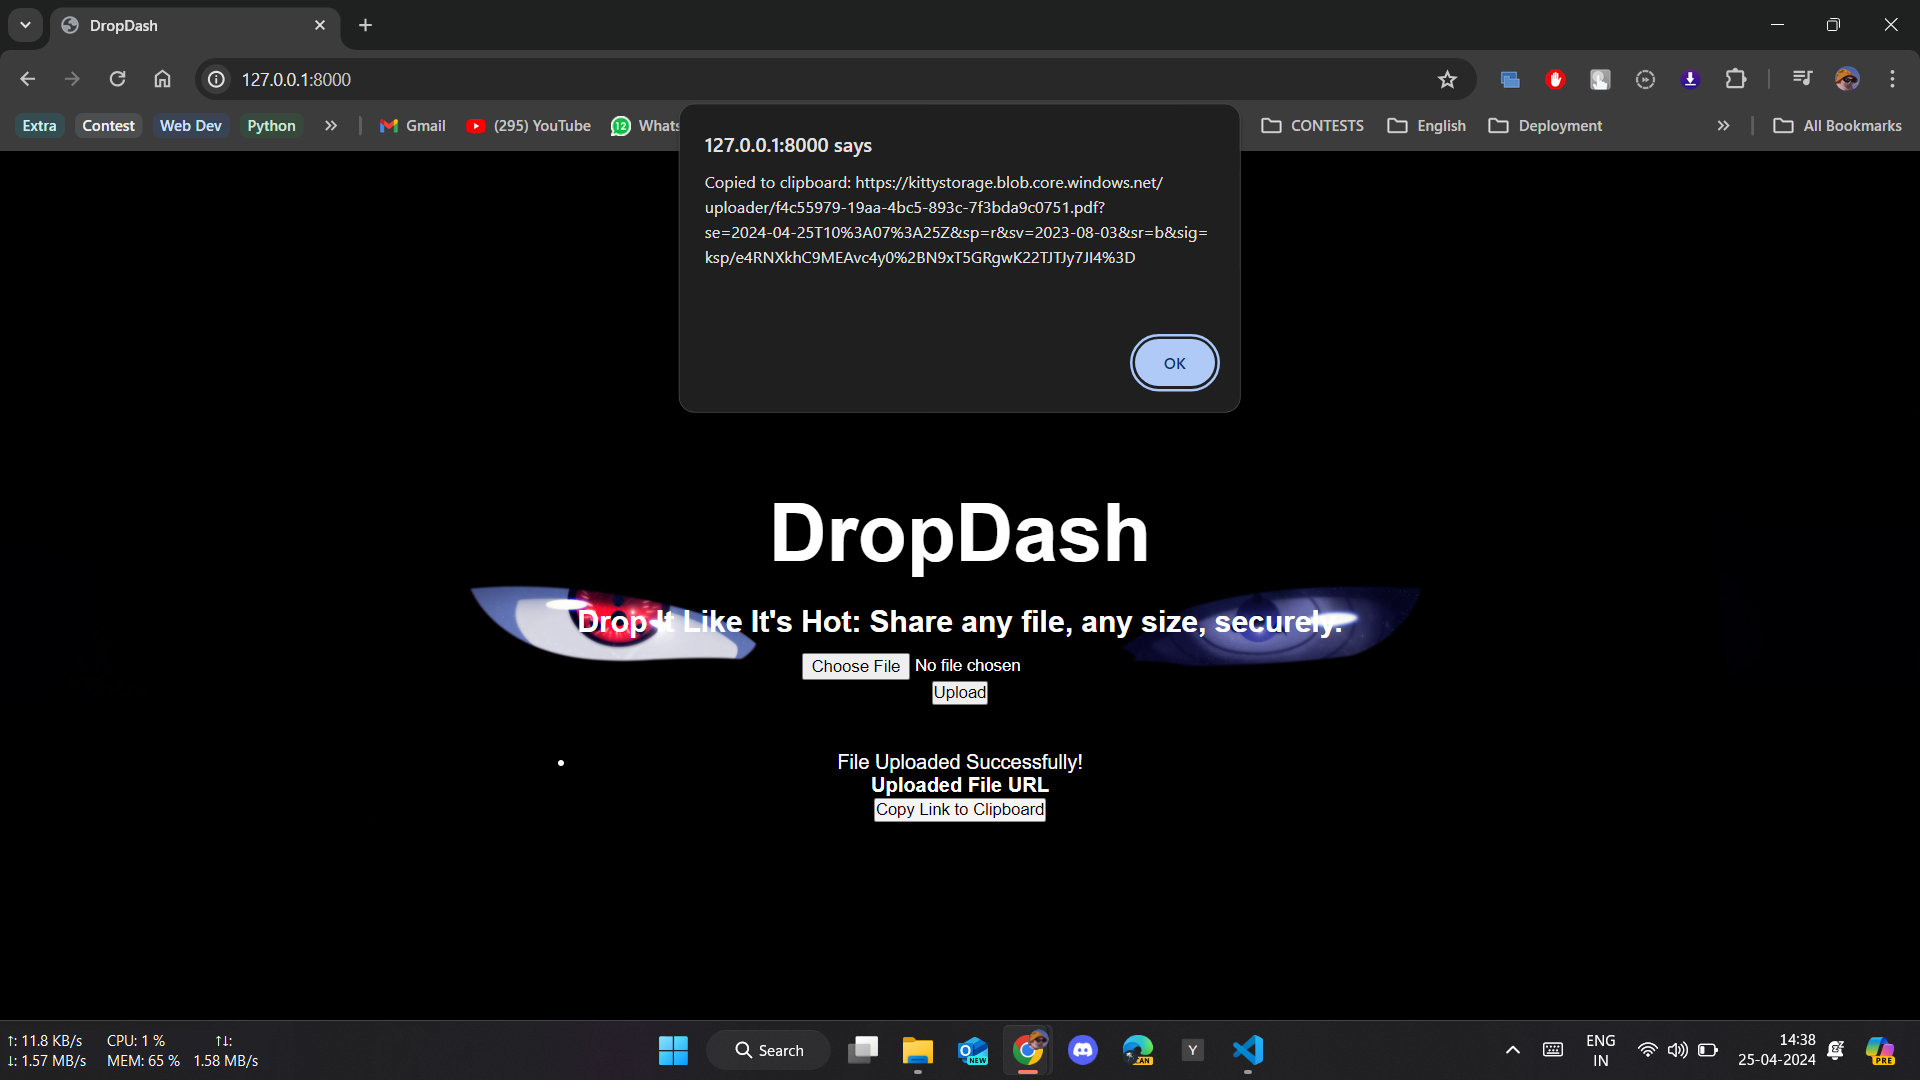 DropDash
127.0.0.1:8000
Extra Contest Web Dev Python Gmail (295) YouTube 12 Whats CONTESTS English Deployment All Bookmarks
127.0.0.1:8000 says
Copied to clipboard: https://kittystorage.blob.core.windows.net/
uploader/f4c55979-19aa-4bc5-893c-7f3bda9c0751.pdf?
se=2024-04-25T10%3A07%3A25Z&sp=r&sv=2023-08-03&sr=b&sig=
ksp/e4RNXkhC9MEAvc4y0%2BN9xT5GRgwK22TJTJy7JI4%3D
OK
DropDash
Drop It Like It's Hot: Share any file, any size, securely.
Choose File No file chosen
Upload
• File Uploaded Successfully!
Uploaded File URL
Copy Link to Clipboard
↑: 11.8 KB/s CPU: 1 % ↑↓:
↓: 1.57 MB/s MEM: 65 % 1.58 MB/s
Search
NEW
CAN
Y
ENG
IN
14:38
25-04-2024
PRE